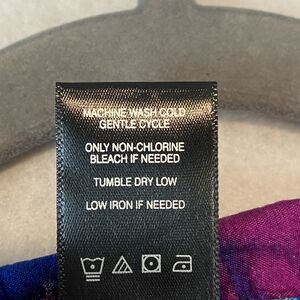 MACHINE WASH COLD
GENTLE CYCLE
ONLY NON-CHLORINE
BLEACH IF NEEDED
TUMBLE DRY LOW
LOW IRON IF NEEDED